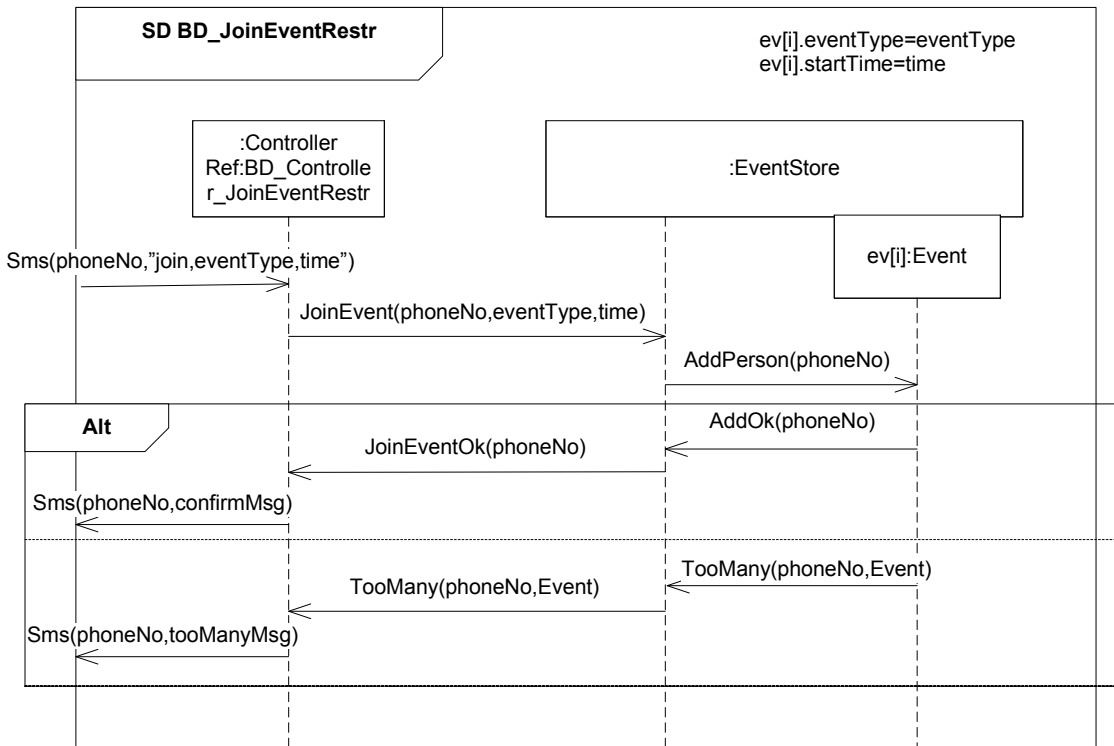 SD BD_JoinEventRestr
ev[i].eventType=eventType
ev[i].startTime=time
:Controller
Ref:BD_Controlle
r_JoinEventRestr
:EventStore
ev[i]:Event
Sms(phoneNo,”join,eventType,time”)
JoinEvent(phoneNo,eventType,time)
AddPerson(phoneNo)
Alt
AddOk(phoneNo)
JoinEventOk(phoneNo)
Sms(phoneNo,confirmMsg)
TooMany(phoneNo,Event)
TooMany(phoneNo,Event)
Sms(phoneNo,tooManyMsg)